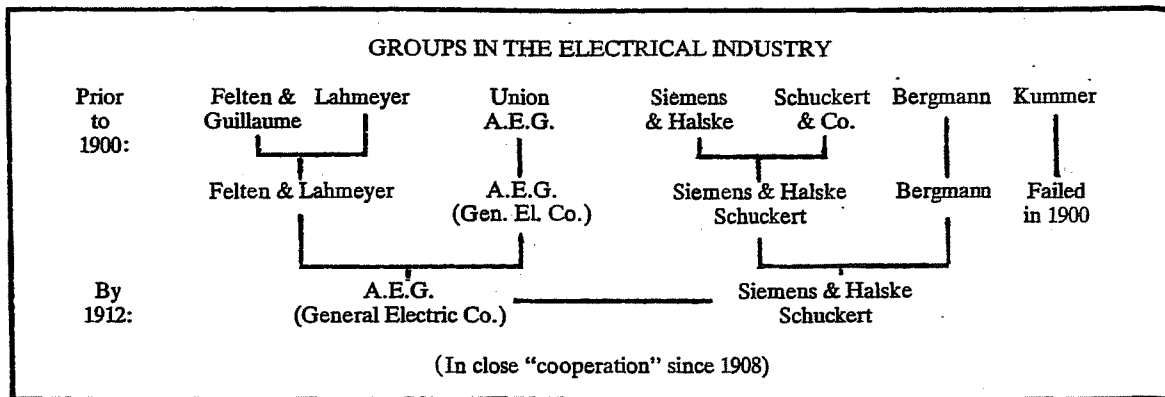 GROUPS IN THE ELECTRICAL INDUSTRY
Prior Felten & Lahmeyer Union Siemens Schuckert Bergmann Kummer
to Guillaume A.E.G. & Halske & Co.
1900:
Felten & Lahmeyer A.E.G. Siemens & Halske Bergmann Failed
(Gen. El. Co.) Schuckert in 1900
By A.E.G. Siemens & Halske
1912: (General Electric Co.) Schuckert
(In close “cooperation” since 1908)